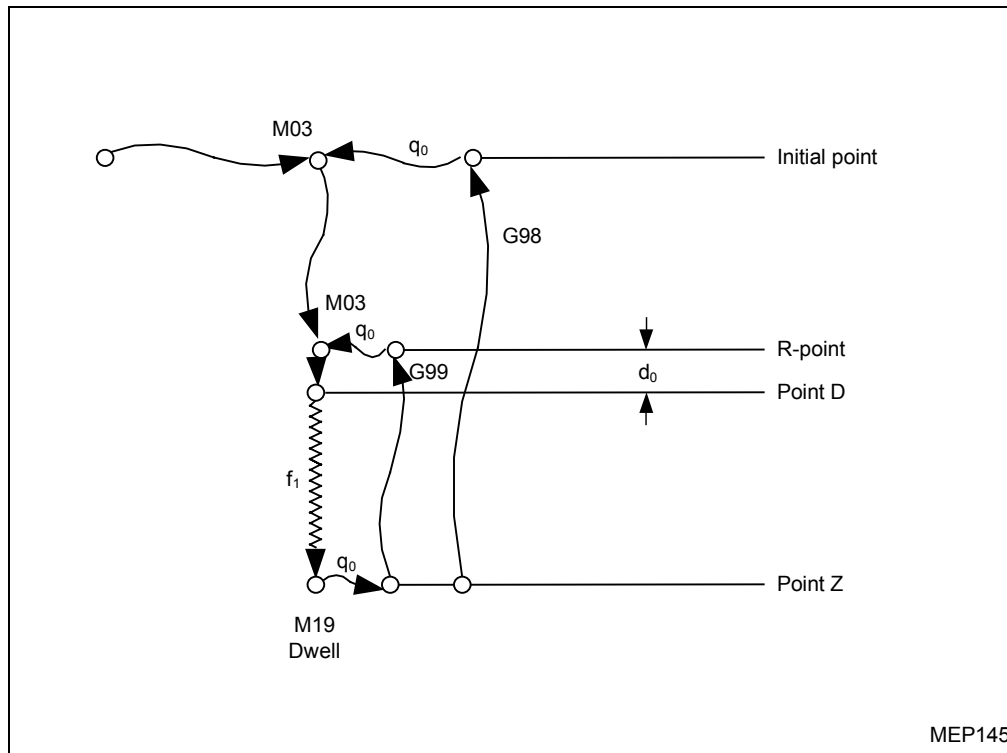 M03
q₀
Initial point
G98
M03
q₀
R-point
G99
d₀
Point D
f₁
q₀
Point Z
M19
Dwell
MEP145